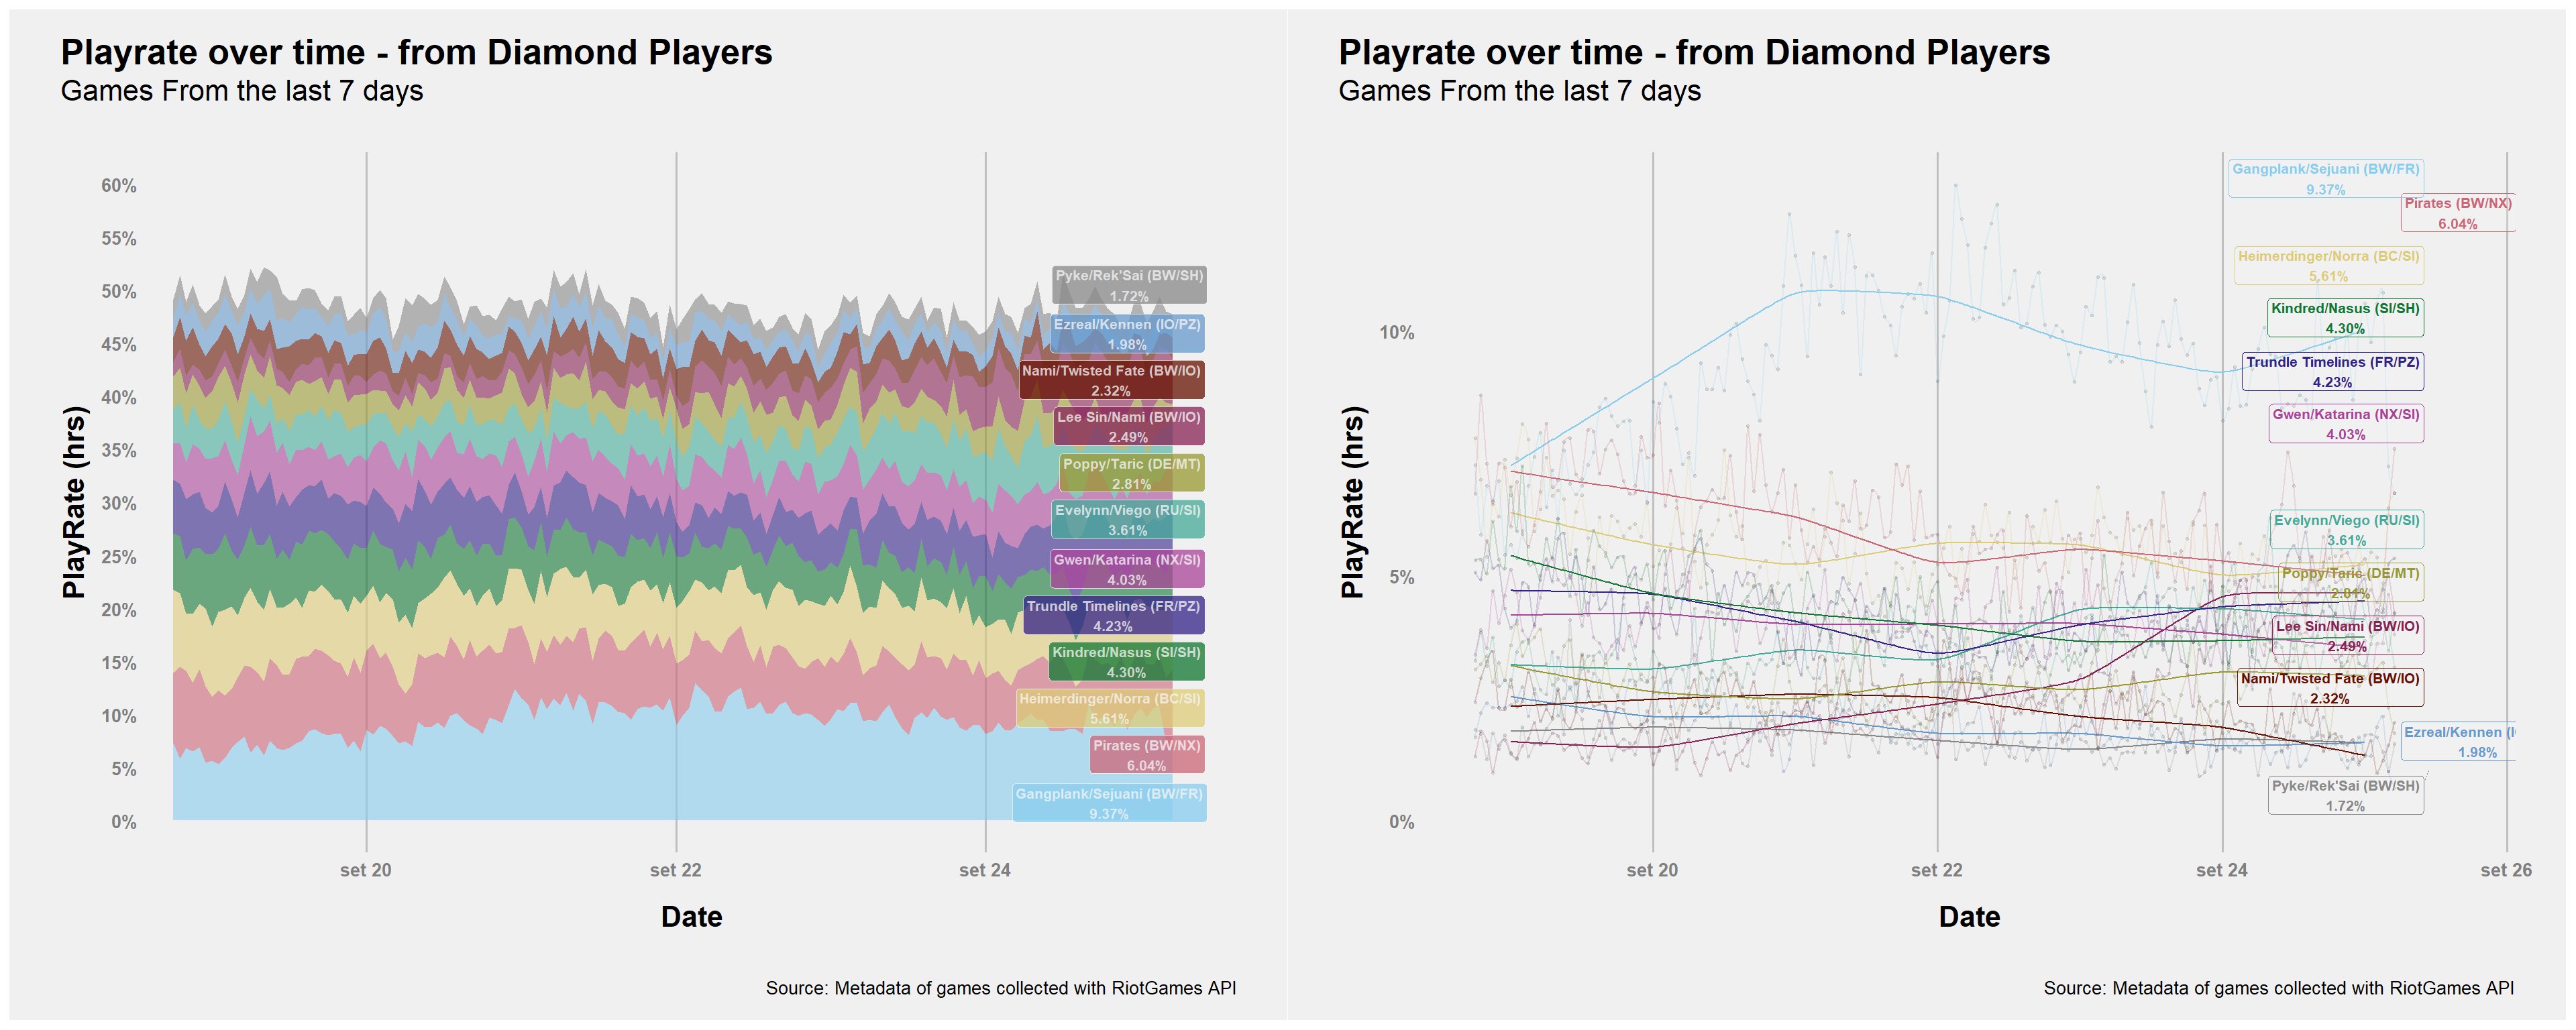 Playrate over time - from Diamond Players
Games From the last 7 days
PlayRate (hrs)
60%
55%
50%
45%
40%
35%
30%
25%
20%
15%
10%
5%
0%
Pyke/Rek'Sai (BW/SH)
1.72%
Ezreal/Kennen (IO/PZ)
1.98%
Nami/Twisted Fate (BW/IO)
2.32%
Lee Sin/Nami (BW/IO)
2.49%
Poppy/Taric (DE/MT)
2.81%
Evelynn/Viego (RU/SI)
3.61%
Gwen/Katarina (NX/SI)
4.03%
Trundle Timelines (FR/PZ)
4.23%
Kindred/Nasus (SI/SH)
4.30%
Heimerdinger/Norra (BC/SI)
5.61%
Pirates (BW/NX)
6.04%
Gangplank/Sejuani (BW/FR)
9.37%
set 20
set 22
set 24
Date
Source: Metadata of games collected with RiotGames API
Playrate over time - from Diamond Players
Games From the last 7 days
PlayRate (hrs)
10%
5%
0%
Gangplank/Sejuani (BW/FR)
9.37%
Pirates (BW/NX)
6.04%
Heimerdinger/Norra (BC/SI)
5.61%
Kindred/Nasus (SI/SH)
4.30%
Trundle Timelines (FR/PZ)
4.23%
Gwen/Katarina (NX/SI)
4.03%
Evelynn/Viego (RU/SI)
3.61%
Poppy/Taric (DE/MT)
2.81%
Lee Sin/Nami (BW/IO)
2.49%
Nami/Twisted Fate (BW/IO)
2.32%
Ezreal/Kennen (I
1.98%
Pyke/Rek'Sai (BW/SH)
1.72%
set 20
set 22
set 24
set 26
Date
Source: Metadata of games collected with RiotGames API